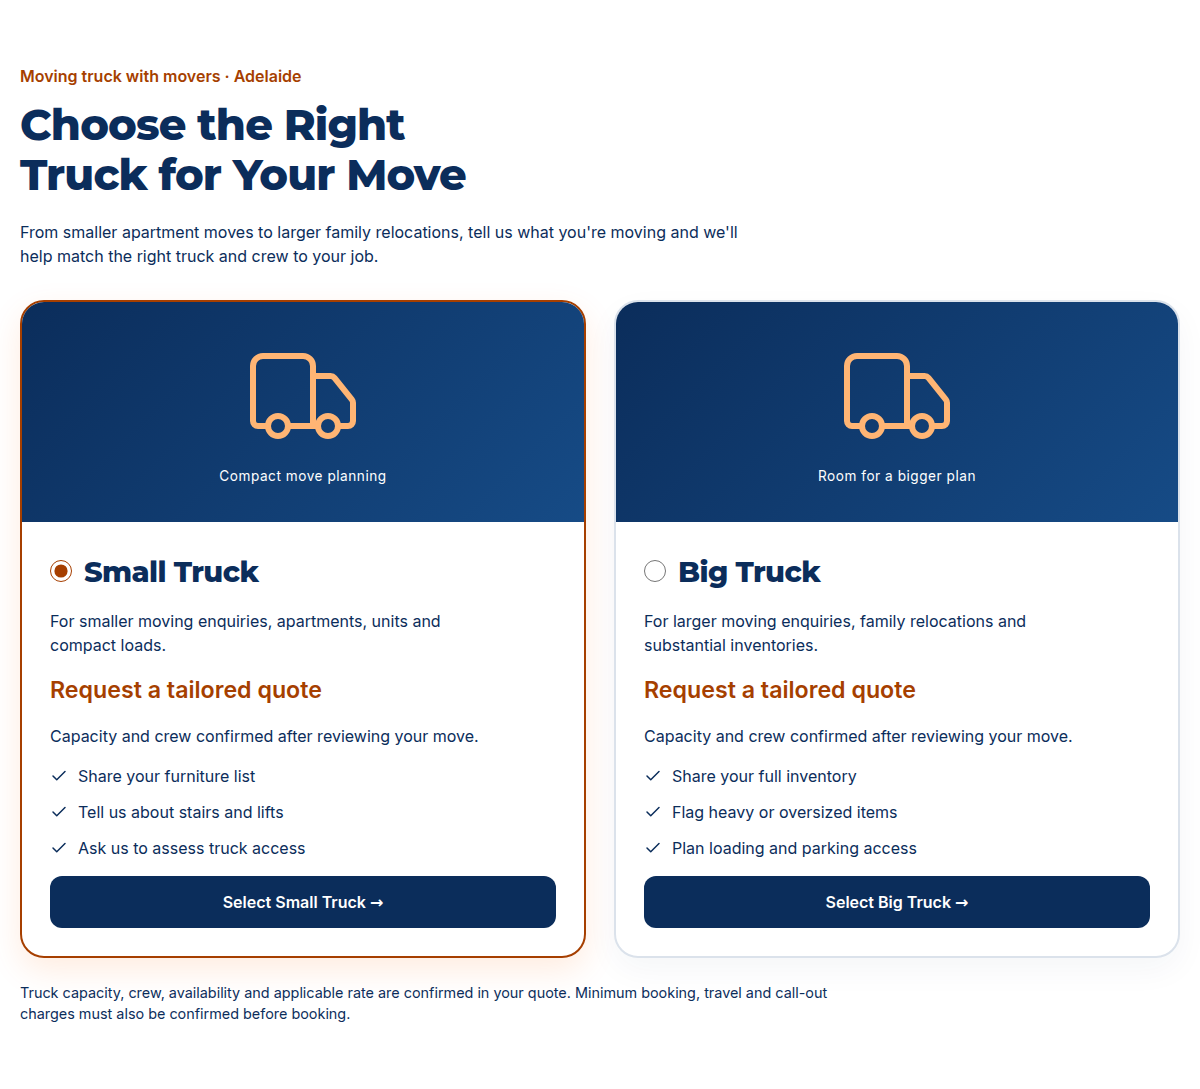 Moving truck with movers · Adelaide
Choose the Right
Truck for Your Move
From smaller apartment moves to larger family relocations, tell us what you're moving and we'll
help match the right truck and crew to your job.
Compact move planning
Small Truck
For smaller moving enquiries, apartments, units and
compact loads.
Request a tailored quote
Capacity and crew confirmed after reviewing your move.
Share your furniture list
Tell us about stairs and lifts
Ask us to assess truck access
Select Small Truck →
Room for a bigger plan
Big Truck
For larger moving enquiries, family relocations and
substantial inventories.
Request a tailored quote
Capacity and crew confirmed after reviewing your move.
Share your full inventory
Flag heavy or oversized items
Plan loading and parking access
Select Big Truck →
Truck capacity, crew, availability and applicable rate are confirmed in your quote. Minimum booking, travel and call-out
charges must also be confirmed before booking.